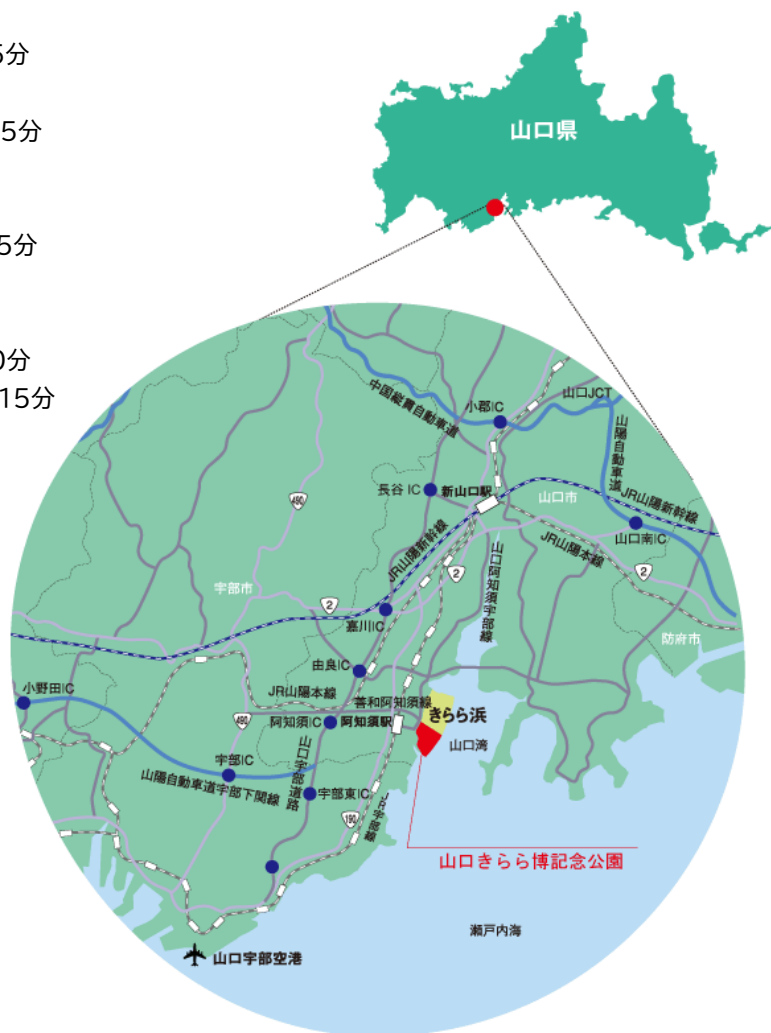 5分
5分
5分
0分
15分
山口県
中国縦貫自動車道
小郡IC
山口JCT
山陽自動車道
長谷IC
新山口駅
山口市
JR山陽新幹線
490
JR山陽新幹線
山口南IC
JR山陽本線
山口阿知須宇部線
2
2
宇部市
2
嘉川IC
防府市
由良IC
小野田IC
JR山陽本線
善和阿知須線
きらら浜
490
阿知須IC
阿知須駅
山口湾
山口宇部道路
宇部IC
山陽自動車道宇部下関線
宇部東IC
190
JR宇部線
山口きらら博記念公園
瀬戸内海
山口宇部空港